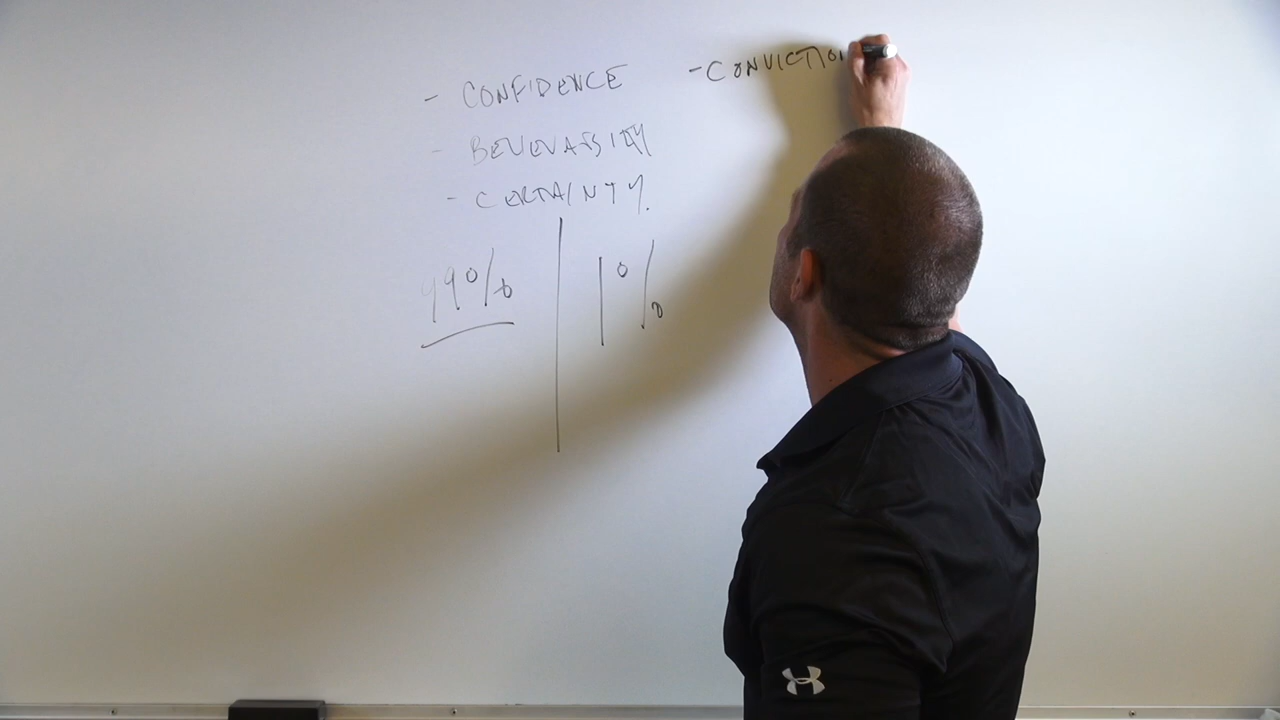 - CONFIDENCE
- CONVICTION
- BELIEVABILITY
- CERTAINTY.
99% | 1%